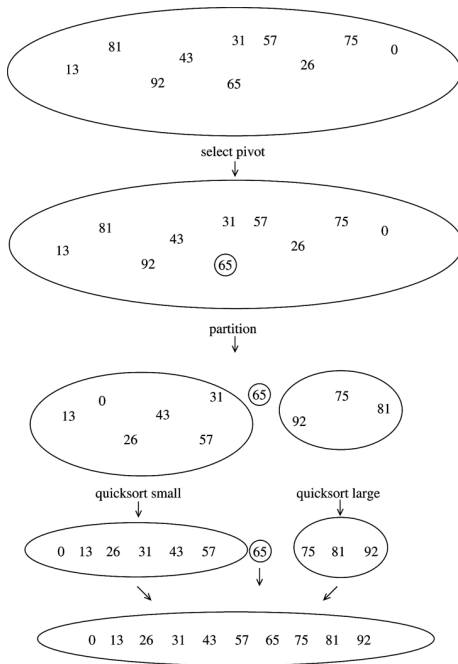 81 31 57 75 0
13 43 26
92 65
select pivot
81 31 57 75 0
13 43 26
92 65
partition
0 31 65 75
13 43 92 81
26 57
quicksort small quicksort large
0 13 26 31 43 57 65 75 81 92
0 13 26 31 43 57 65 75 81 92